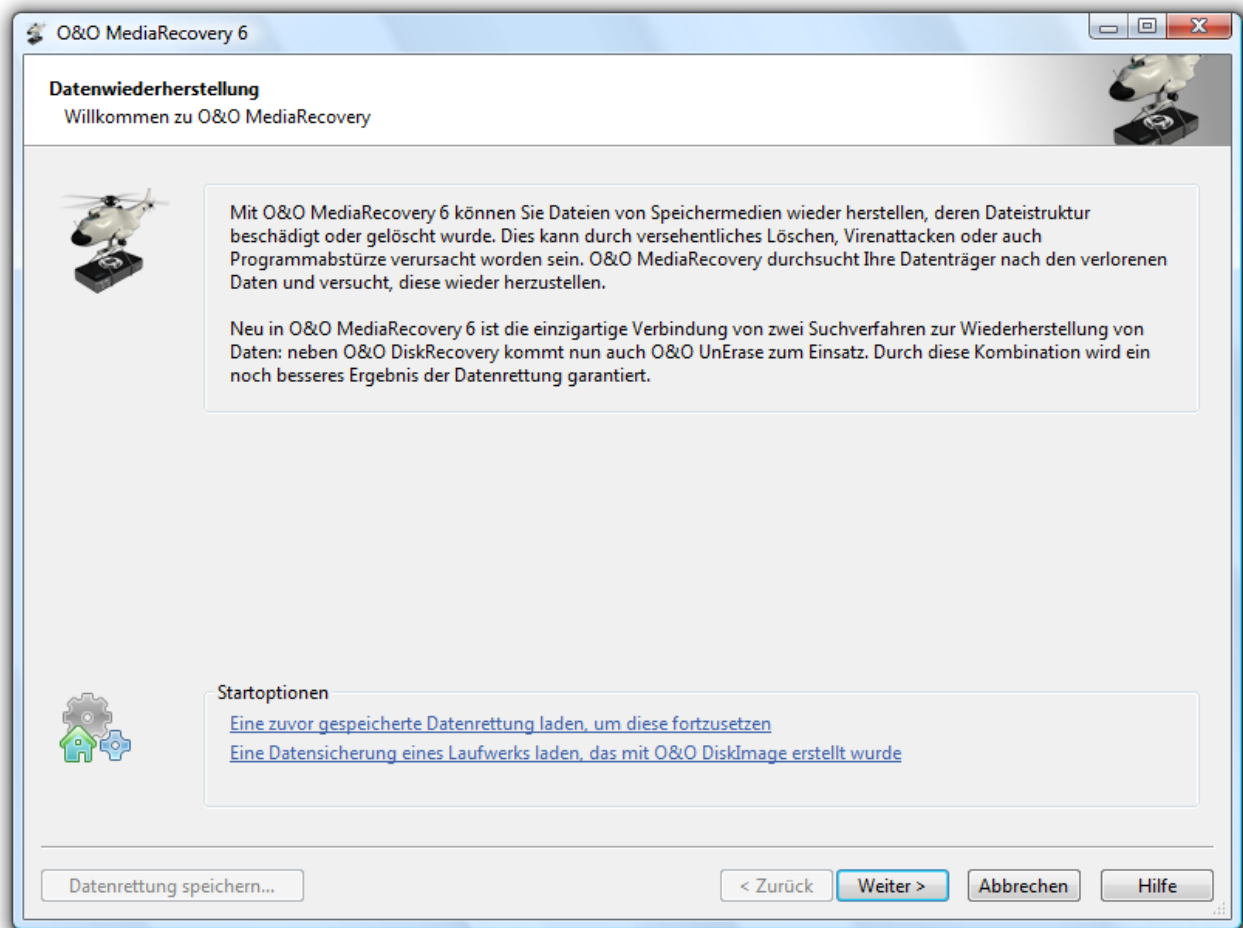 O&O MediaRecovery 6
Datenwiederherstellung
Willkommen zu O&O MediaRecovery
Mit O&O MediaRecovery 6 können Sie Dateien von Speichermedien wieder herstellen, deren Dateistruktur
beschädigt oder gelöscht wurde. Dies kann durch versehentliches Löschen, Virenattacken oder auch
Programmabstürze verursacht worden sein. O&O MediaRecovery durchsucht Ihre Datenträger nach den verlorenen
Daten und versucht, diese wieder herzustellen.
Neu in O&O MediaRecovery 6 ist die einzigartige Verbindung von zwei Suchverfahren zur Wiederherstellung von
Daten: neben O&O DiskRecovery kommt nun auch O&O UnErase zum Einsatz. Durch diese Kombination wird ein
noch besseres Ergebnis der Datenrettung garantiert.
Startoptionen
Eine zuvor gespeicherte Datenrettung laden, um diese fortzusetzen
Eine Datensicherung eines Laufwerks laden, das mit O&O DiskImage erstellt wurde
Datenrettung speichern...
< Zurück
Weiter >
Abbrechen
Hilfe